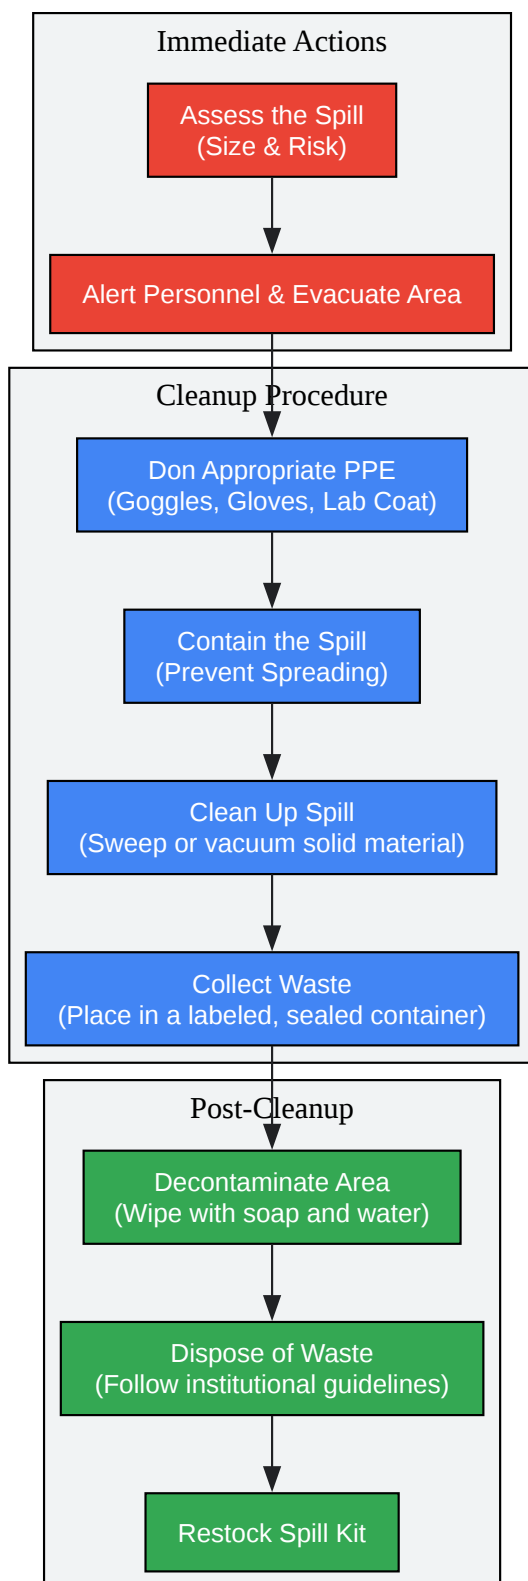 Immediate Actions
Assess the Spill
(Size & Risk)
Alert Personnel & Evacuate Area
Cleanup Procedure
Don Appropriate PPE
(Goggles, Gloves, Lab Coat)
Contain the Spill
(Prevent Spreading)
Clean Up Spill
(Sweep or vacuum solid material)
Collect Waste
(Place in a labeled, sealed container)
Post-Cleanup
Decontaminate Area
(Wipe with soap and water)
Dispose of Waste
(Follow institutional guidelines)
Restock Spill Kit